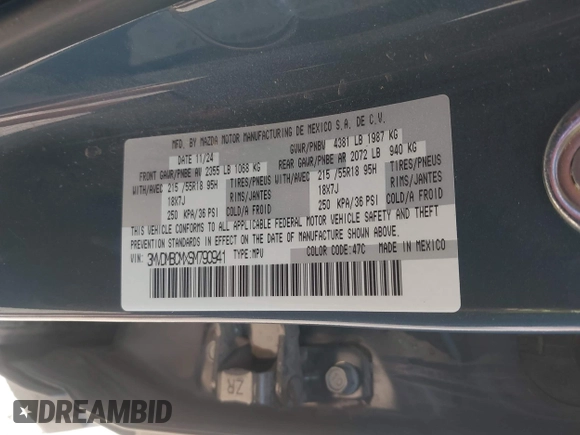 MFD. BY MAZDA MOTOR MANUFACTURING DE MEXICO S.A. DE C.V.
DATE 11/24 GVWR/PNBV 4381 LB 1987 KG
FRONT GAWR/PNBE AV 2355 LB 1068 KG REAR GAWR/PNBE AR 2072 LB 940 KG
WITH/AVEC 215 /55R18 95H TIRES/PNEUS WITH/AVEC 215 /55R18 95H TIRES/PNEUS
18X7J RIMS/JANTES 18X7J RIMS/JANTES
250 KPA/36 PSI COLD/A FROID 250 KPA/36 PSI COLD/A FROID
THIS VEHICLE CONFORMS TO ALL APPLICABLE FEDERAL MOTOR VEHICLE SAFETY AND THEFT
PREVENTION STANDARDS IN EFFECT ON THE DATE OF MANUFACTURE SHOWN ABOVE.
VIN: 3MVDMBCMXSM790941 TYPE:MPV COLOR CODE:47C MADE IN MEXICO
ZR
DREAMBID